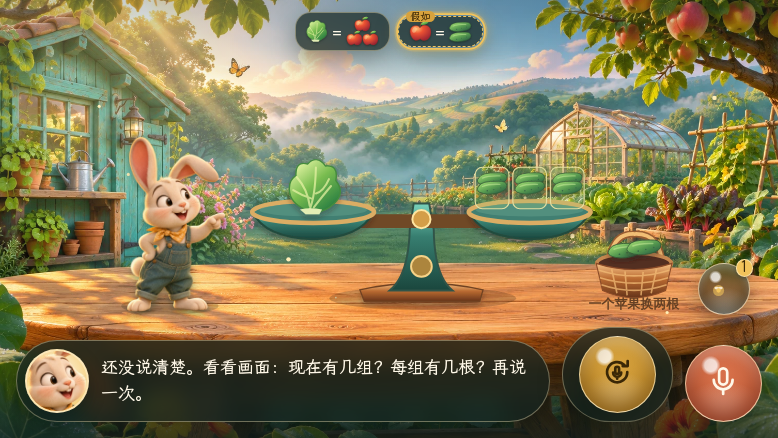 =
假如
=
一个苹果换两根
1
还没说清楚。看看画面：现在有几组？每组有几根？再说
一次。